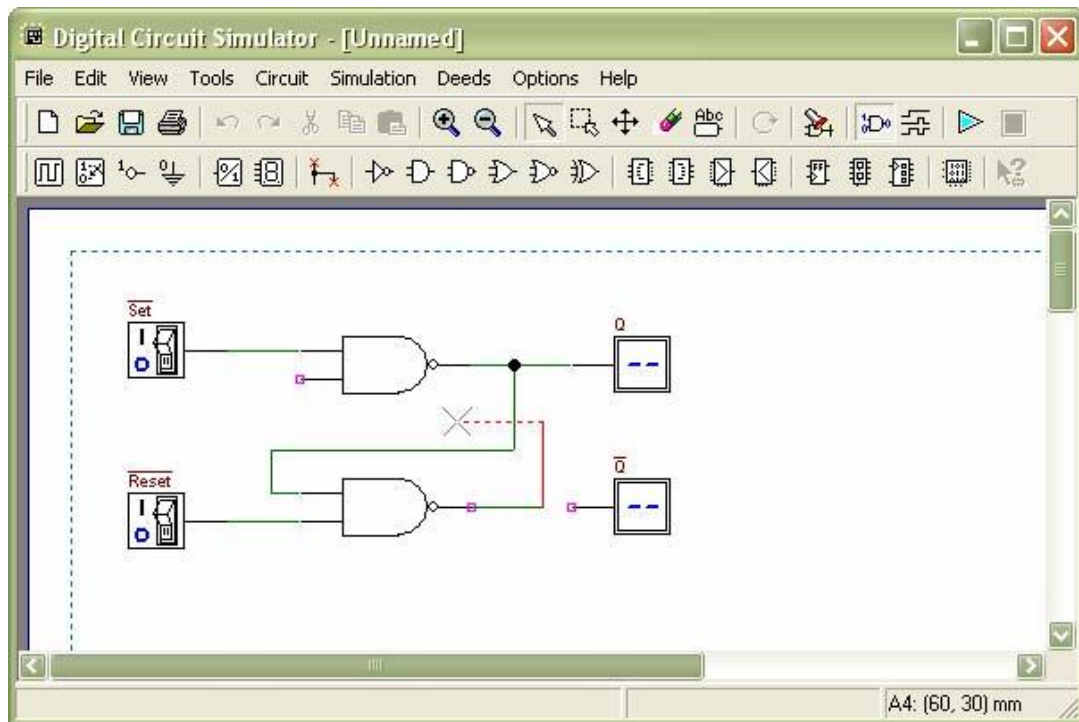 Digital Circuit Simulator - [Unnamed]
File Edit View Tools Circuit Simulation Deeds Options Help
Abc
Set
Q
Reset
Q
A4: (60, 30) mm